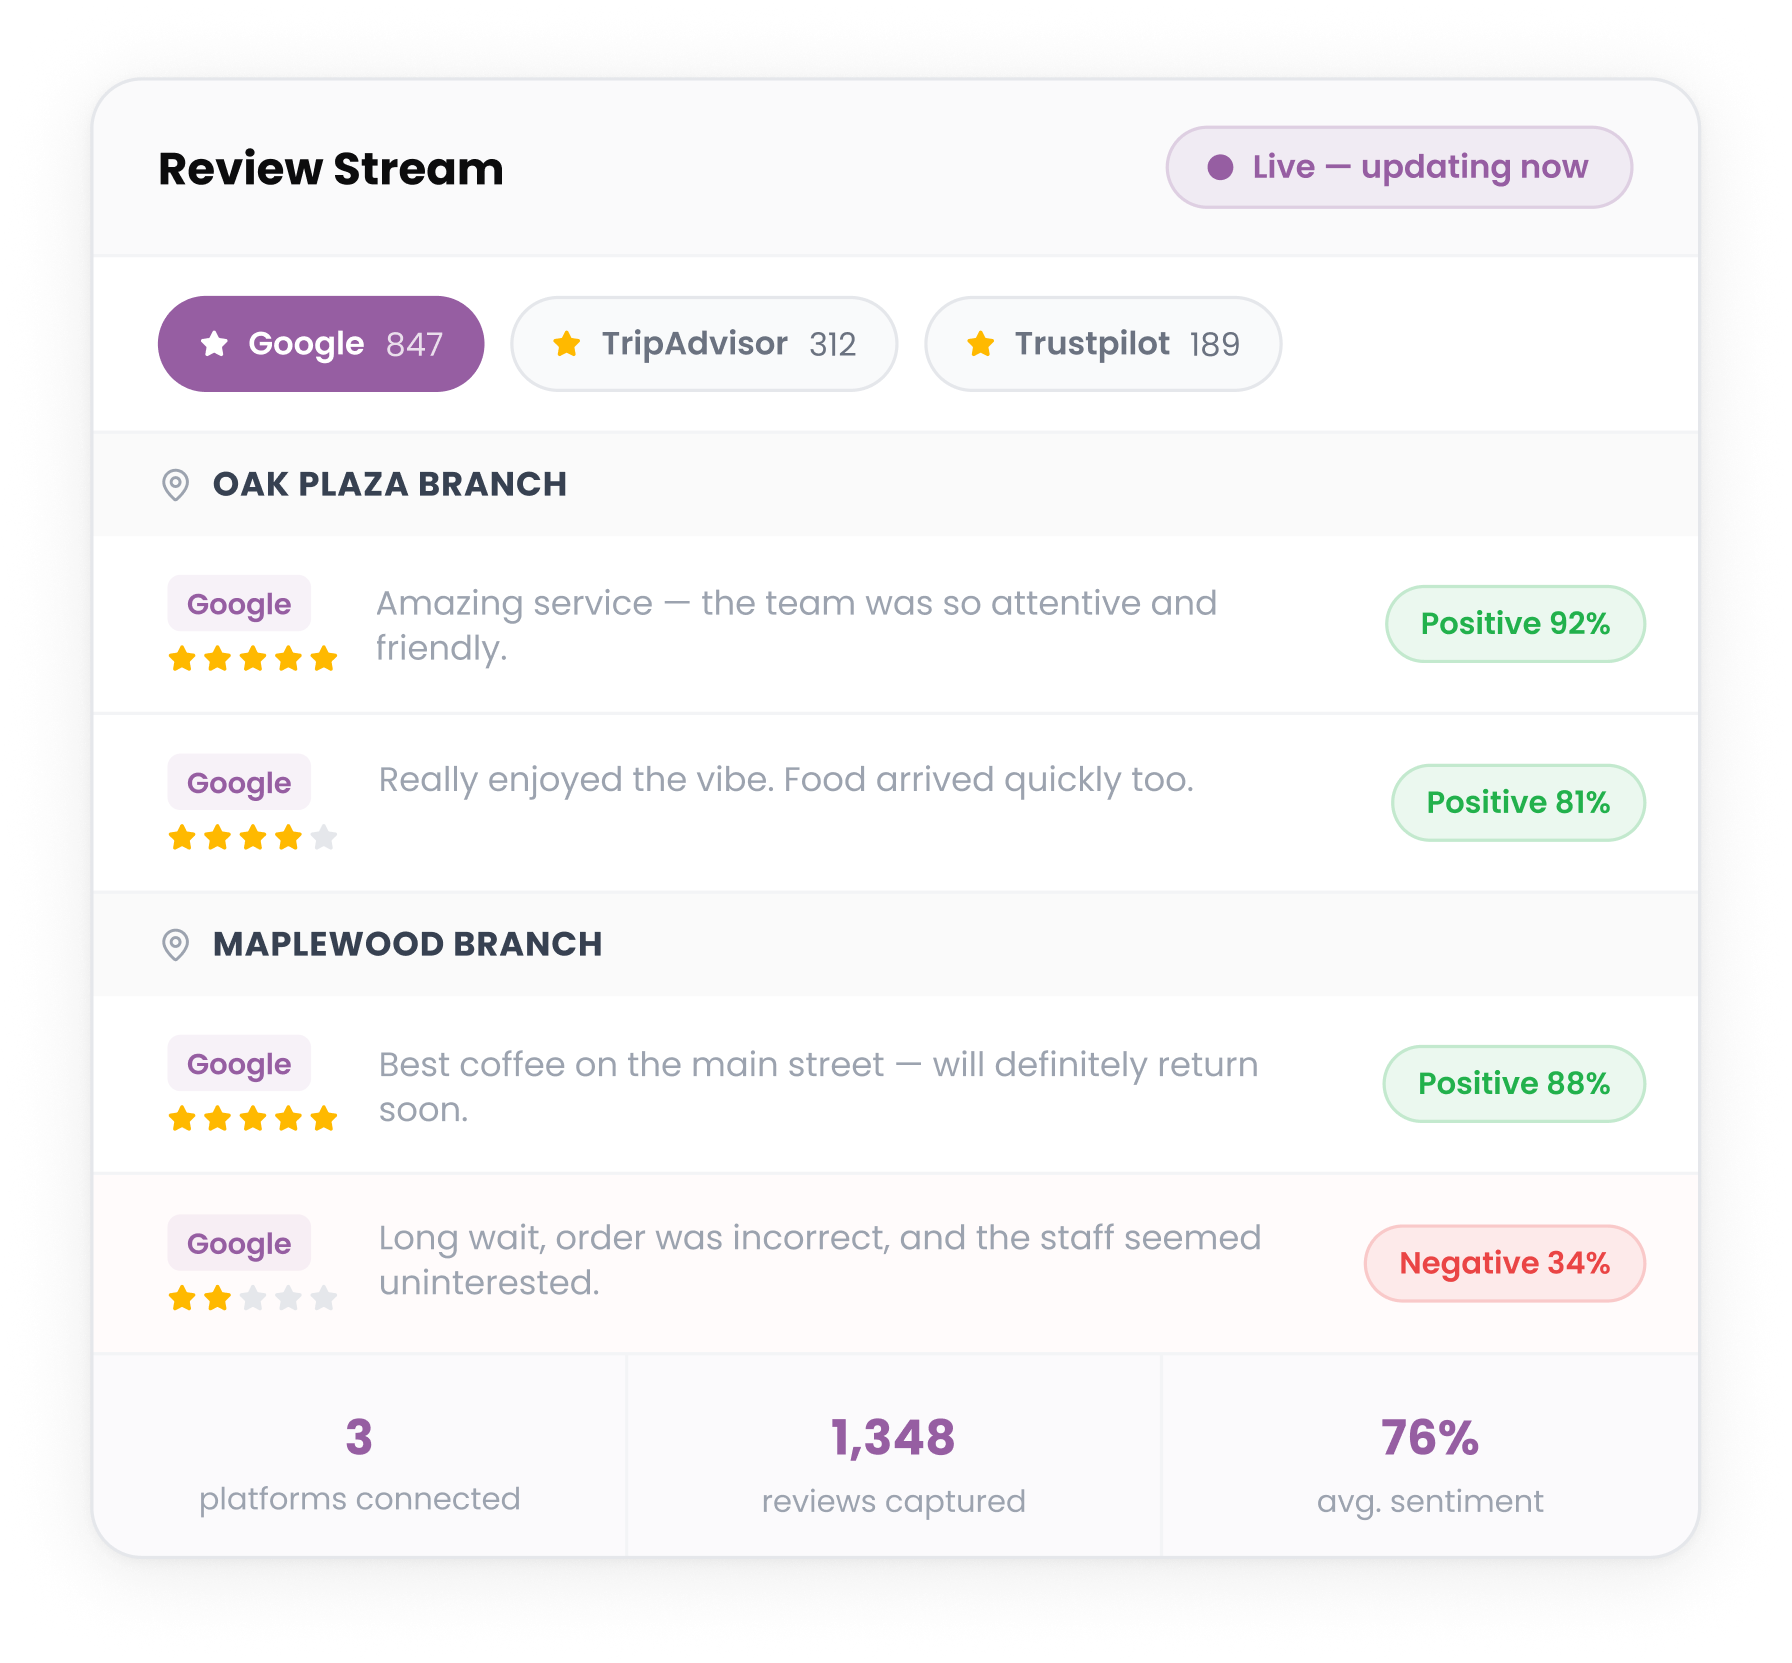 Review Stream
Live — updating now
Google 847
TripAdvisor 312
Trustpilot 189
OAK PLAZA BRANCH
Google
Amazing service — the team was so attentive and
friendly.
Positive 92%
Google
Really enjoyed the vibe. Food arrived quickly too.
Positive 81%
MAPLEWOOD BRANCH
Google
Best coffee on the main street — will definitely return
soon.
Positive 88%
Google
Long wait, order was incorrect, and the staff seemed
uninterested.
Negative 34%
3
platforms connected
1,348
reviews captured
76%
avg. sentiment